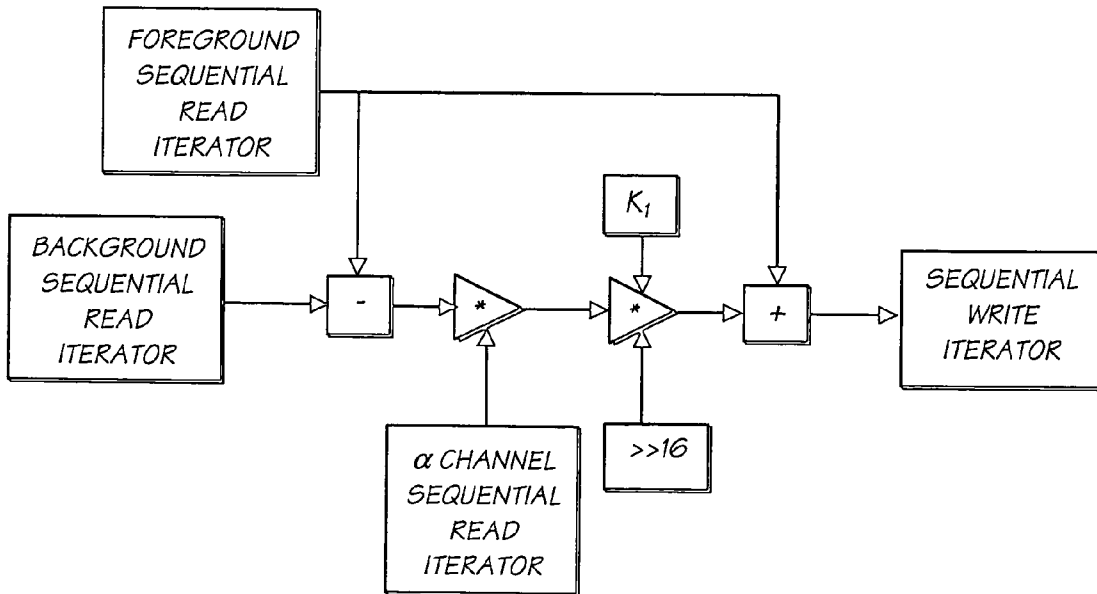 FOREGROUND
SEQUENTIAL
READ
ITERATOR
K₁
BACKGROUND
SEQUENTIAL
READ
ITERATOR
-
*
*
+
SEQUENTIAL
WRITE
ITERATOR
α CHANNEL
SEQUENTIAL
READ
ITERATOR
>>16